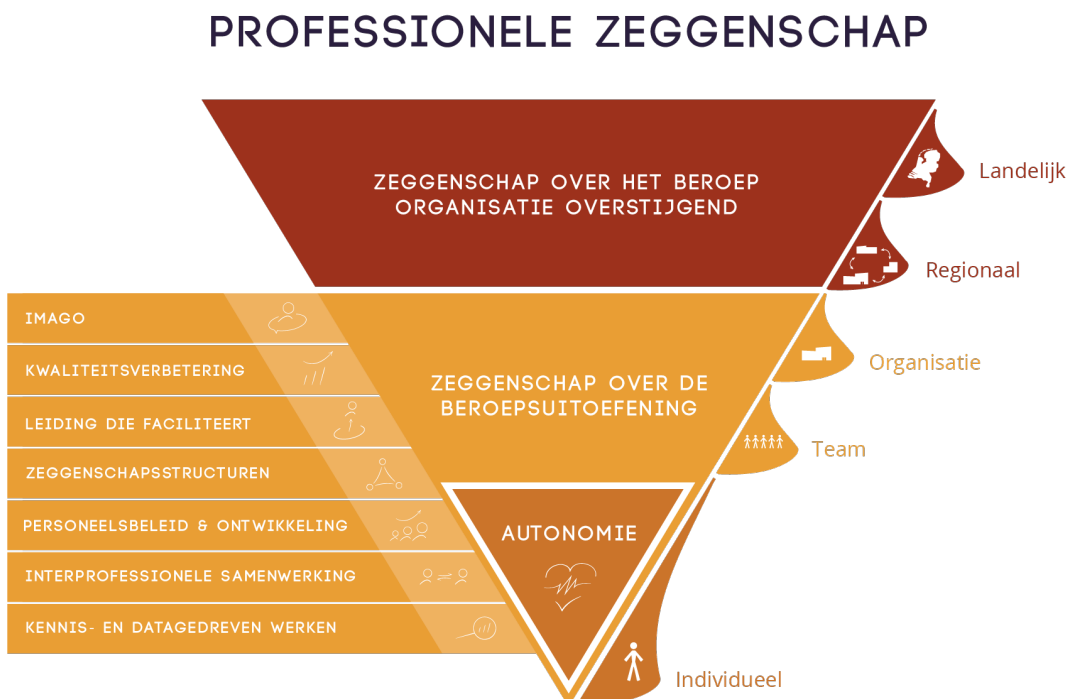 PROFESSIONELE ZEGGENSCHAP
ZEGGENSCHAP OVER HET BEROEP
ORGANISATIE OVERSTIJGEND
Landelijk
Regionaal
IMAGO
KWALITEITSVERBETERING
LEIDING DIE FACILITEERT
ZEGGENSCHAPSSTRUCTUREN
PERSONEELSBELEID & ONTWIKKELING
INTERPROFESSIONELE SAMENWERKING
KENNIS- EN DATAGEDREVEN WERKEN
ZEGGENSCHAP OVER DE
BEROEPSUITOEFENING
Organisatie
Team
AUTONOMIE
Individueel